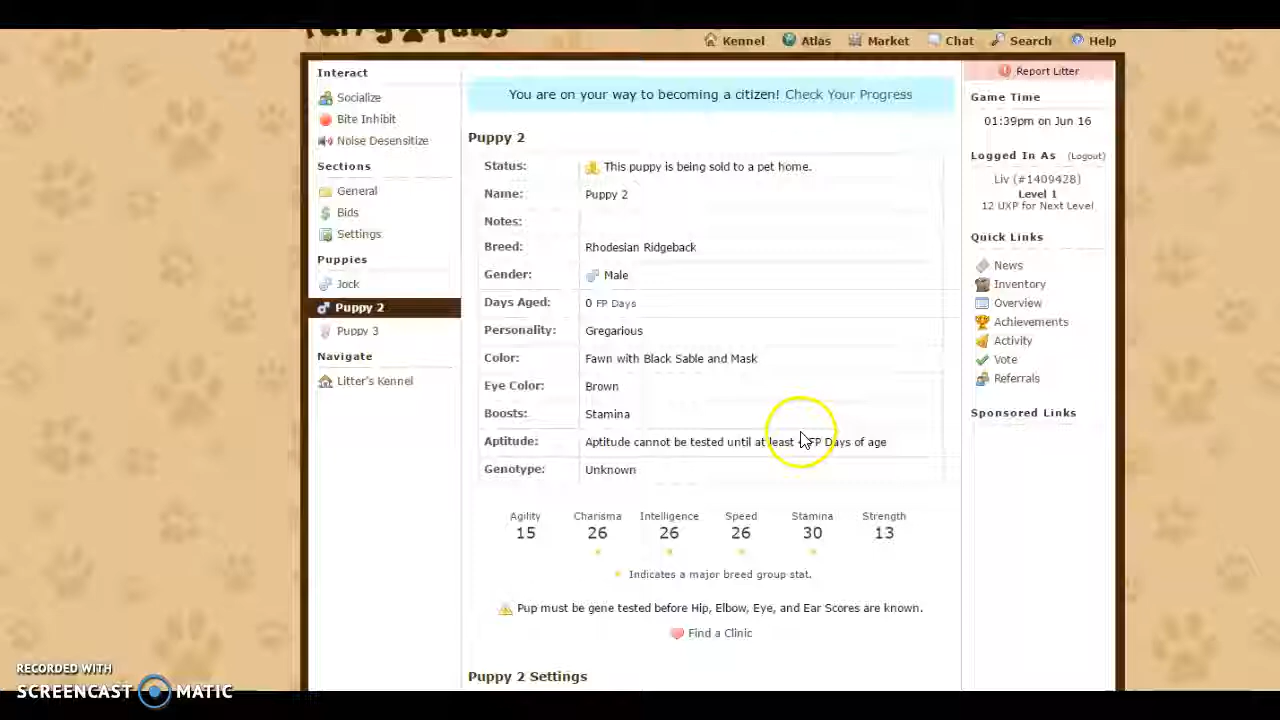 Furry Paws
Kennel Atlas Market Chat Search Help
Interact
Socialize
Bite Inhibit
Noise Desensitize
Sections
General
Bids
Settings
Puppies
Jock
Puppy 2
Puppy 3
Navigate
Litter's Kennel
You are on your way to becoming a citizen! Check Your Progress
Puppy 2
Status: This puppy is being sold to a pet home.
Name: Puppy 2
Notes:
Breed: Rhodesian Ridgeback
Gender: Male
Days Aged: 0 FP Days
Personality: Gregarious
Color: Fawn with Black Sable and Mask
Eye Color: Brown
Boosts: Stamina
Aptitude: Aptitude cannot be tested until at least FP Days of age
Genotype: Unknown
Agility Charisma Intelligence Speed Stamina Strength
15 26 26 26 30 13
Indicates a major breed group stat.
Pup must be gene tested before Hip, Elbow, Eye, and Ear Scores are known.
Find a Clinic
Puppy 2 Settings
Report Litter
Game Time
01:39pm on Jun 16
Logged In As (Logout)
Liv (#1409428)
Level 1
12 UXP for Next Level
Quick Links
News
Inventory
Overview
Achievements
Activity
Vote
Referrals
Sponsored Links
RECORDED WITH
SCREENCAST MATIC